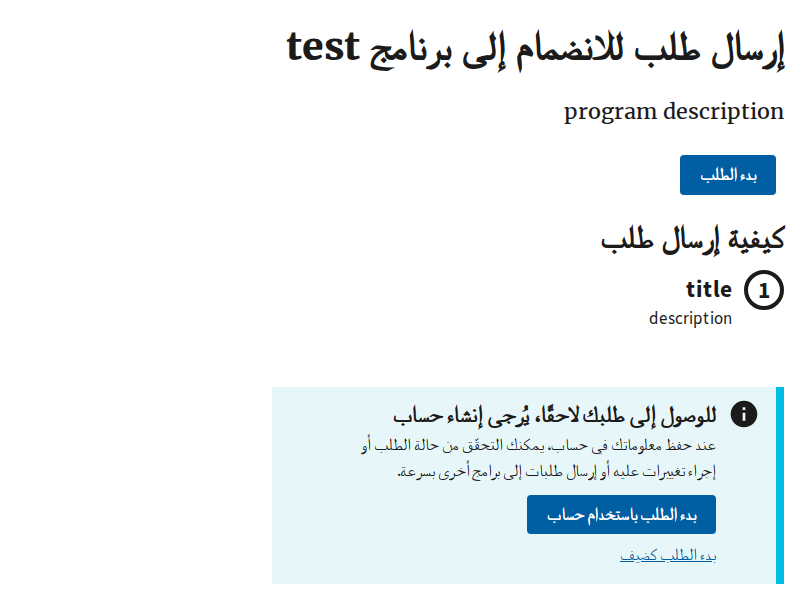 إرسال طلب للانضمام إلى برنامج test
program description
بدء الطلب
كيفية إرسال طلب
1
title
description
للوصول إلى طلبك لاحقًا، يُرجى إنشاء حساب
عند حفظ معلوماتك في حساب، يمكنك التحقّق من حالة الطلب أو
إجراء تغييرات عليه أو إرسال طلبات إلى برامج أخرى بسرعة.
بدء الطلب باستخدام حساب
بدء الطلب كضيف